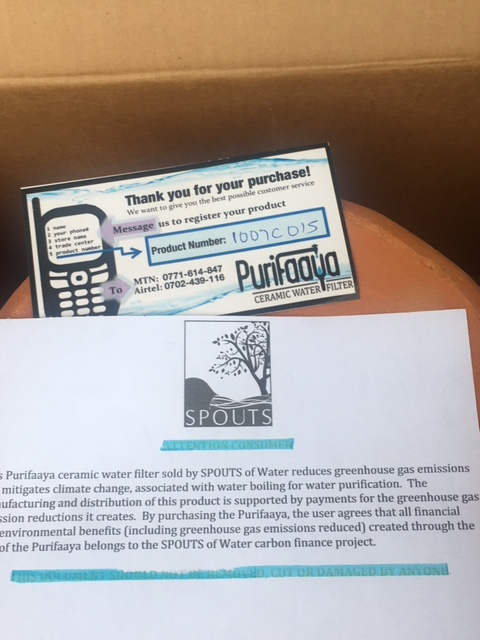 Thank you for your purchase!
We want to give you the best possible customer service
Message us to register your product
1 name
2 your phone#
3 store name
4 trade center
5 product number
Product Number: 1007C015
To
MTN: 0771-614-847
Airtel: 0702-439-116
Purifaaya
CERAMIC WATER FILTER
SPOUTS
ATTENTION CONSUMER
s Purifaaya ceramic water filter sold by SPOUTS of Water reduces greenhouse gas emissions
mitigates climate change, associated with water boiling for water purification. The
ufacturing and distribution of this product is supported by payments for the greenhouse gas
ssion reductions it creates. By purchasing the Purifaaya, the user agrees that all financial
environmental benefits (including greenhouse gas emissions reduced) created through the
of the Purifaaya belongs to the SPOUTS of Water carbon finance project.
THIS DOCUMENT SHOULD NOT BE REMOVED, CUT OR DAMAGED BY ANYONE